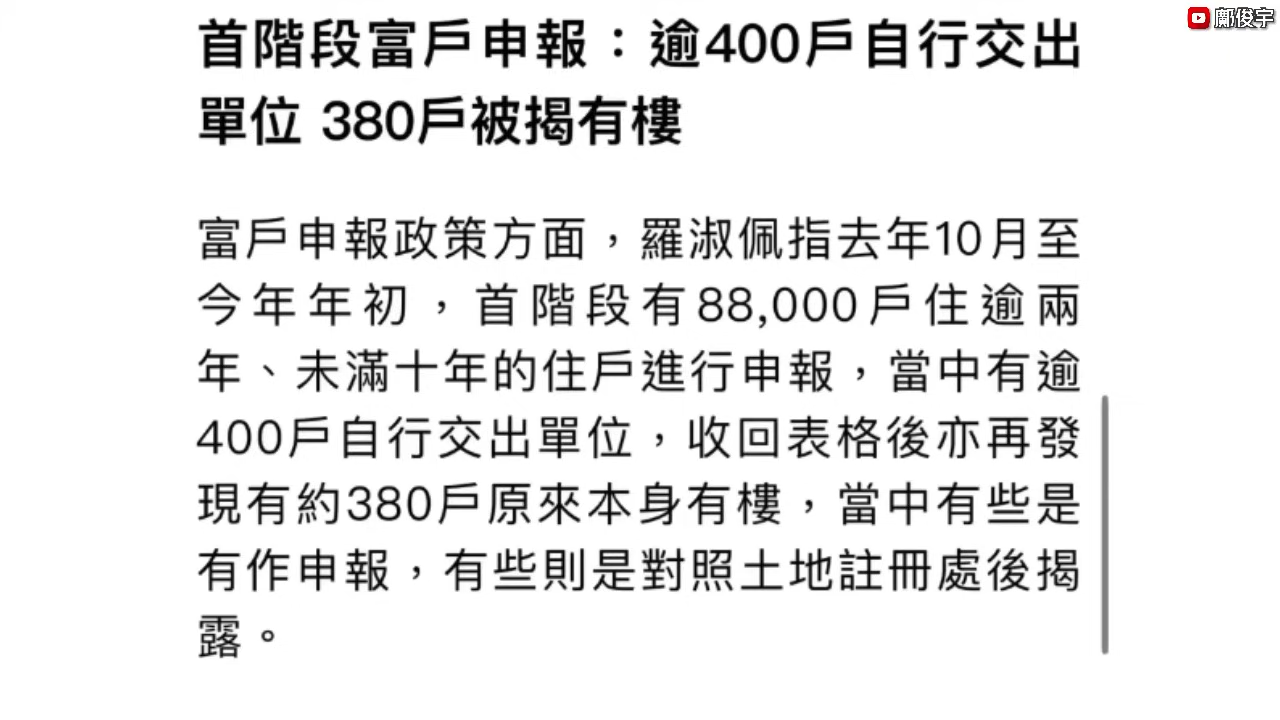 鄺俊宇
首階段富戶申報：逾400戶自行交出
單位 380戶被揭有樓
富戶申報政策方面，羅淑佩指去年10月至
今年年初，首階段有88,000戶住逾兩
年、未滿十年的住戶進行申報，當中有逾
400戶自行交出單位，收回表格後亦再發
現有約380戶原來本身有樓，當中有些是
有作申報，有些則是對照土地註冊處後揭
露。